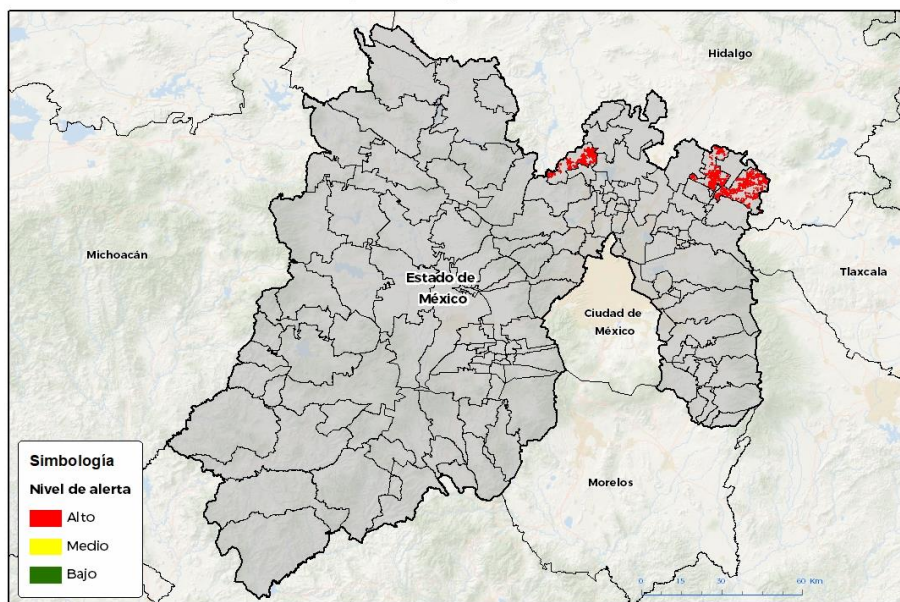 Hidalgo
Michoacán
Estado de
México
Tlaxcala
Ciudad de
México
Morelos
Simbología
Nivel de alerta
Alto
Medio
Bajo
0 15 30 60 Km